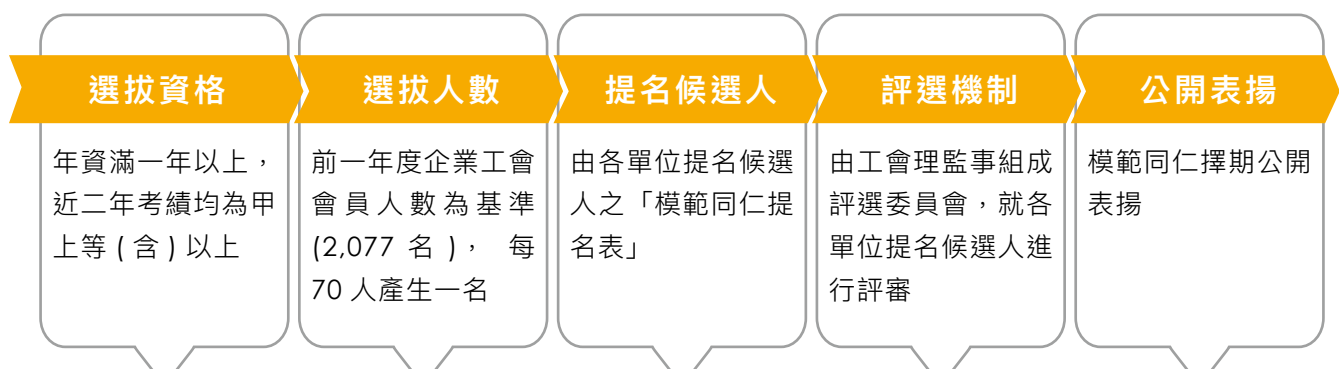 選拔資格
年資滿一年以上，
近二年考績均為甲
上等 ( 含 ) 以上
選拔人數
前一年度企業工會
會員人數為基準
(2,077 名 )， 每
70 人產生一名
提名候選人
由各單位提名候選
人之「模範同仁提
名表」
評選機制
由工會理監事組成
評選委員會，就各
單位提名候選人進
行評審
公開表揚
模範同仁擇期公開
表揚